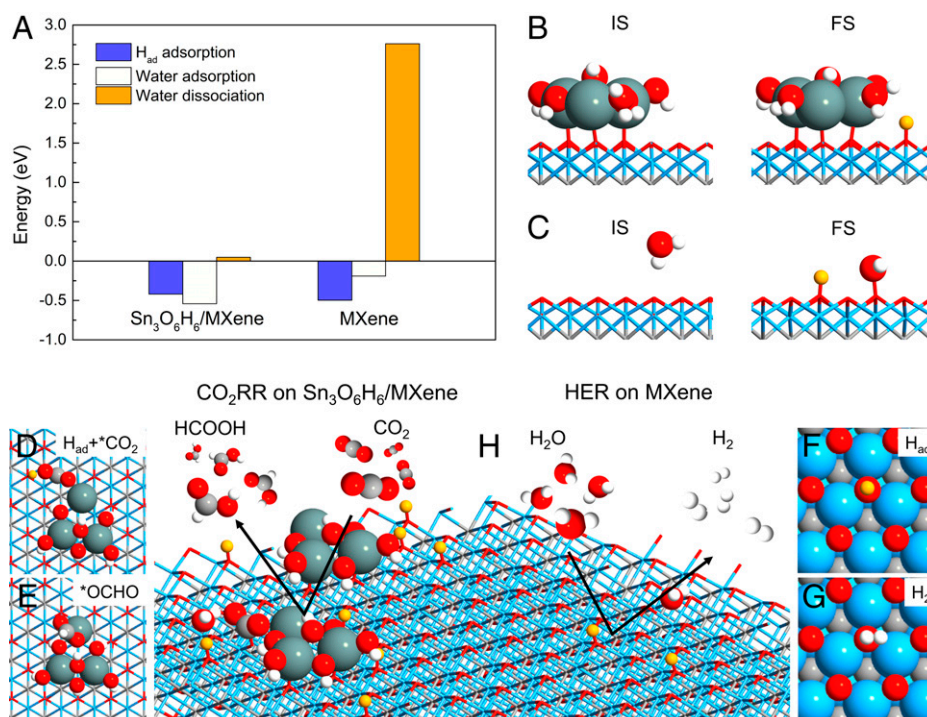 A
3.0
2.5
2.0
1.5
1.0
0.5
0.0
-0.5
-1.0
Energy (eV)
H_ad adsorption
Water adsorption
Water dissociation
Sn₃O₆H₆/MXene
MXene
B
IS
FS
C
IS
FS
CO₂RR on Sn₃O₆H₆/MXene
HER on MXene
D
H_ad+*CO₂
HCOOH
CO₂
H
H₂O
H₂
F
H_ad
E
*OCHO
G
H₂